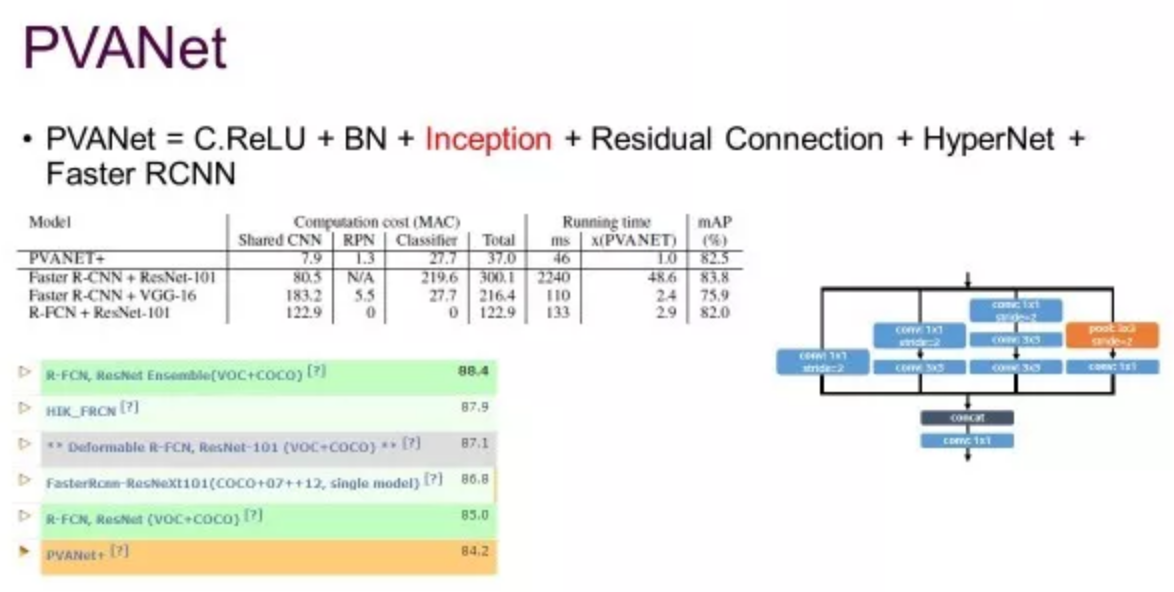 PVANet
• PVANet = C.ReLU + BN + Inception + Residual Connection + HyperNet +
Faster RCNN
Model Computation cost (MAC) Running time mAP
Shared CNN RPN Classifier Total ms x(PVANET) (%)
PVANET+ 7.9 1.3 27.7 37.0 46 1.0 82.5
Faster R-CNN + ResNet-101 80.5 N/A 219.6 300.1 2240 48.6 83.8
Faster R-CNN + VGG-16 183.2 5.5 27.7 216.4 110 2.4 75.9
R-FCN + ResNet-101 122.9 0 0 122.9 133 2.9 82.0
R-FCN, ResNet Ensemble(VOC+COCO) [?] 88.4
HIK_FRCN [?] 87.9
** Deformable R-FCN, ResNet-101 (VOC+COCO) ** [?] 87.1
FasterRcnn-ResNeXt101(COCO+07++12, single model) [?] 86.8
R-FCN, ResNet (VOC+COCO) [?] 85.0
PVANet+ [?] 84.2
conv: 1x1
stride=2
conv: 1x1
stride=2
conv: 3x3
conv: 1x1
stride=2
conv: 3x3
conv: 3x3
pool: 3x3
stride=2
conv: 1x1
concat
conv: 1x1